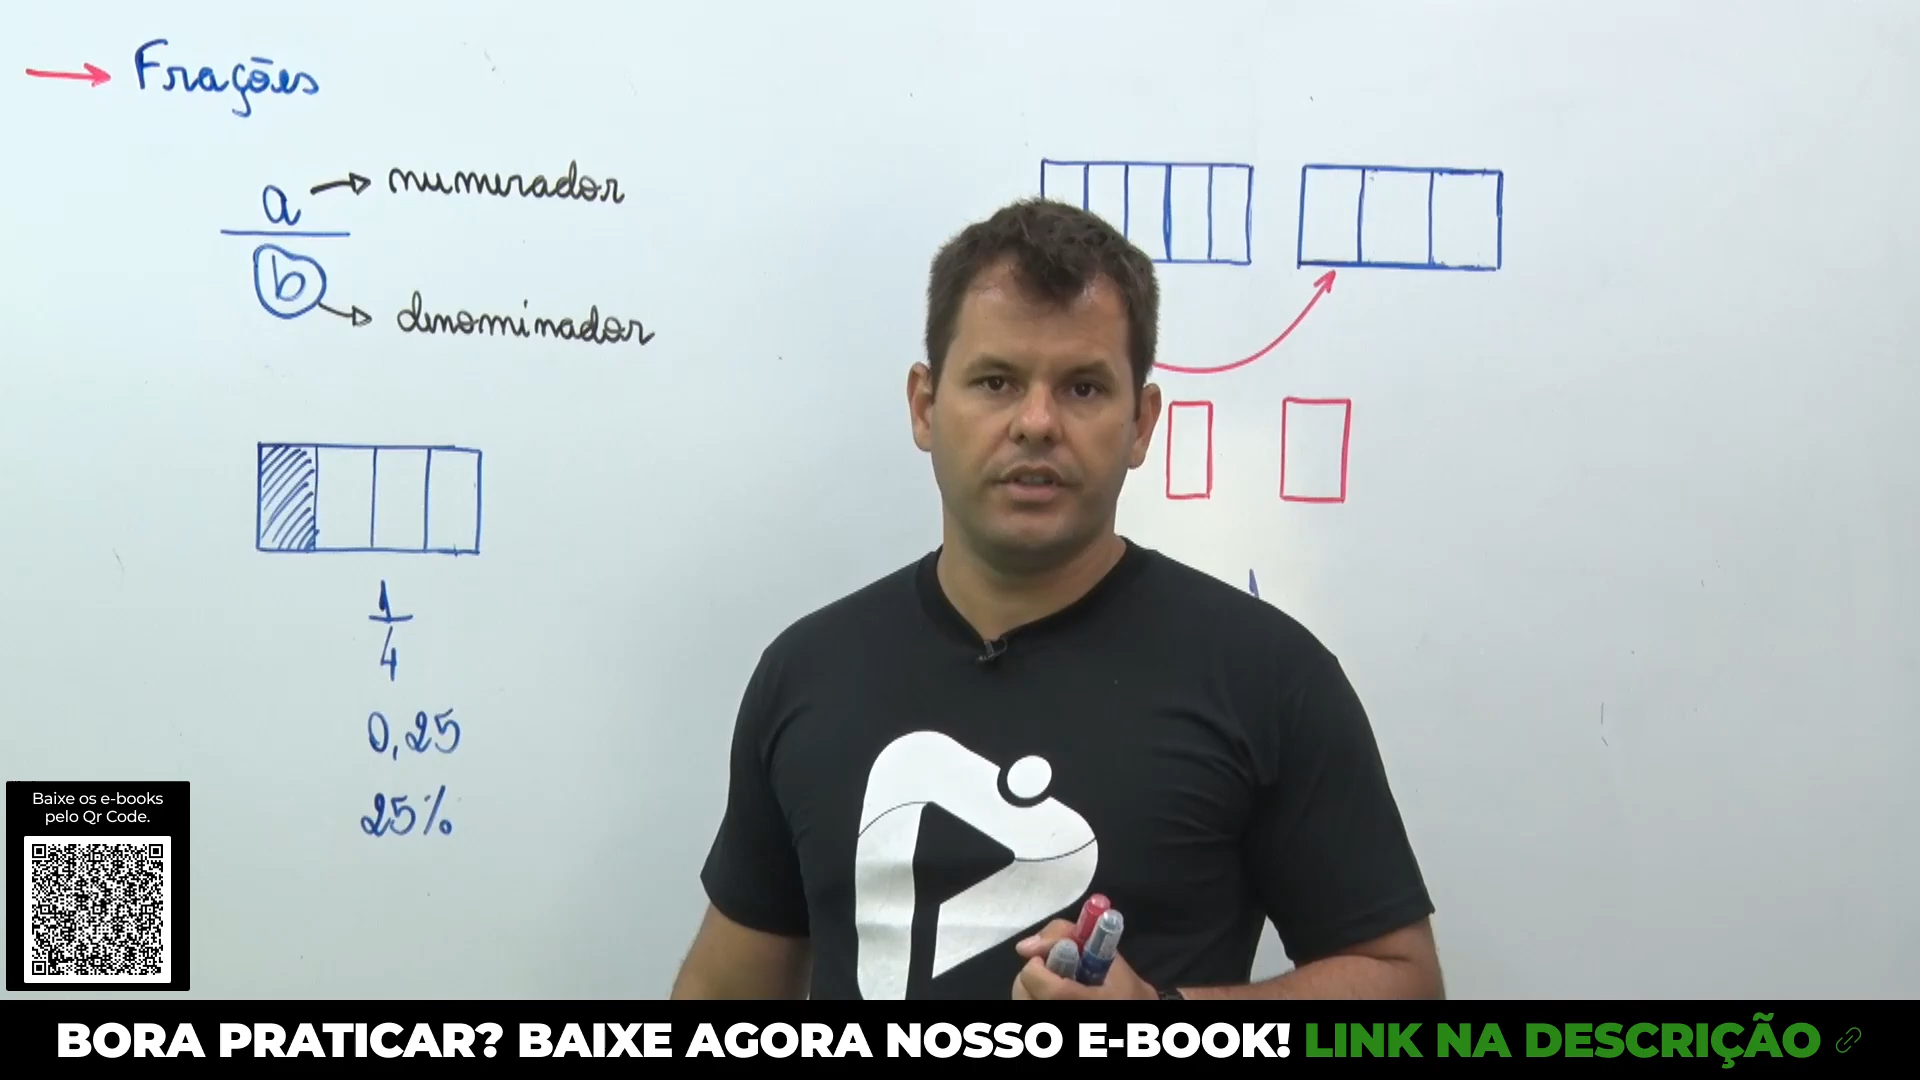 Frações
a
numerador
b
denominador
1
4
0,25
25%
Baixe os e-books
pelo Qr Code.
BORA PRATICAR? BAIXE AGORA NOSSO E-BOOK! LINK NA DESCRIÇÃO